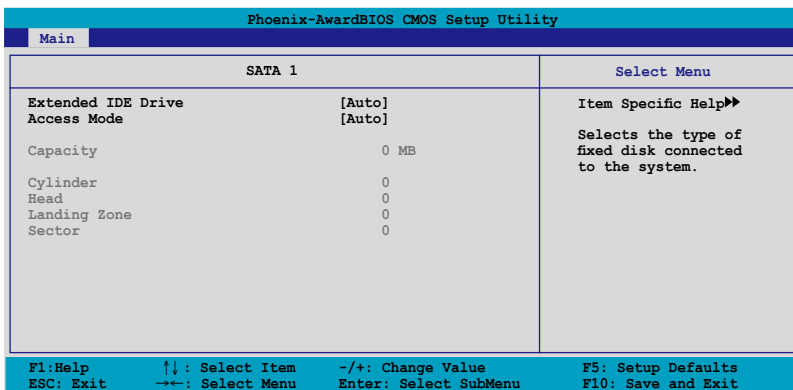 Phoenix-AwardBIOS CMOS Setup Utility
Main
SATA 1
Select Menu
Extended IDE Drive [Auto]
Access Mode [Auto]
Capacity 0 MB
Cylinder 0
Head 0
Landing Zone 0
Sector 0
Item Specific Help▶▶
Selects the type of
fixed disk connected
to the system.
F1:Help ↑↓ : Select Item -/+: Change Value F5: Setup Defaults
ESC: Exit →←: Select Menu Enter: Select SubMenu F10: Save and Exit